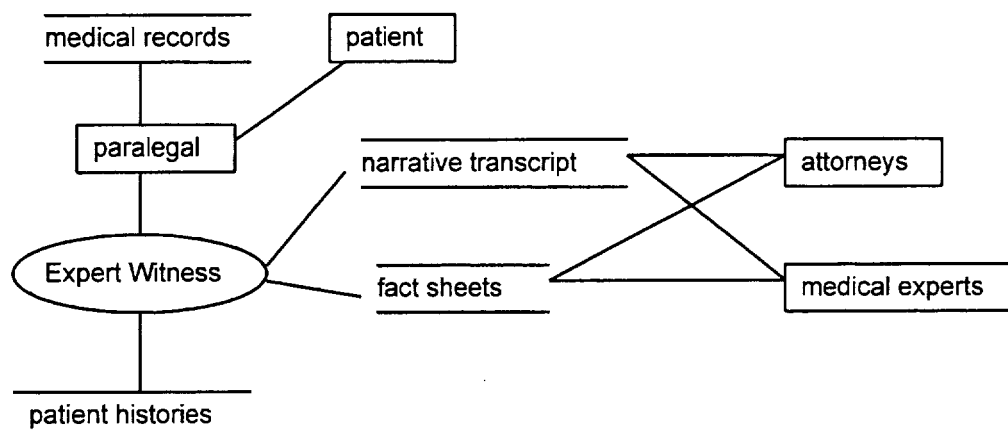 medical records
patient
paralegal
narrative transcript
attorneys
Expert Witness
fact sheets
medical experts
patient histories